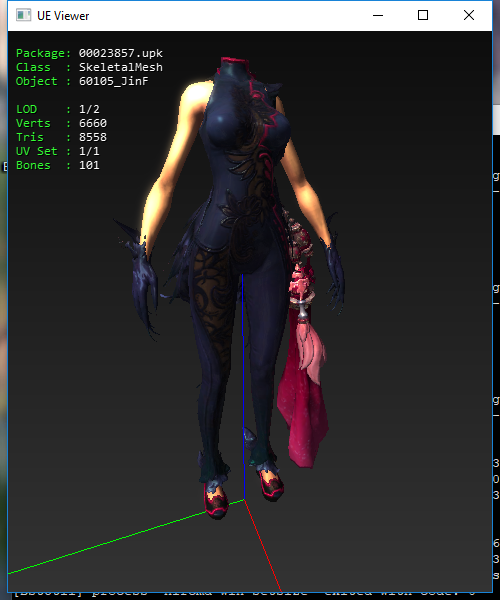 UE Viewer
Package: 00023857.upk
Class : SkeletalMesh
Object : 60105_JinF
LOD : 1/2
Verts : 6660
Tris : 8558
UV Set : 1/1
Bones : 101